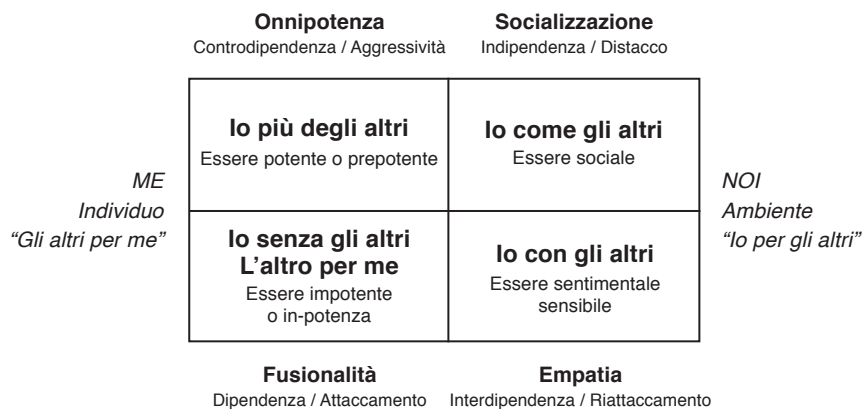 Onnipotenza
Controdipendenza / Aggressività
Socializzazione
Indipendenza / Distacco
ME
Individuo
“Gli altri per me”
Io più degli altri
Essere potente o prepotente
Io come gli altri
Essere sociale
Io senza gli altri
L’altro per me
Essere impotente
o in-potenza
Io con gli altri
Essere sentimentale
sensibile
NOI
Ambiente
“Io per gli altri”
Fusionalità
Dipendenza / Attaccamento
Empatia
Interdipendenza / Riattaccamento